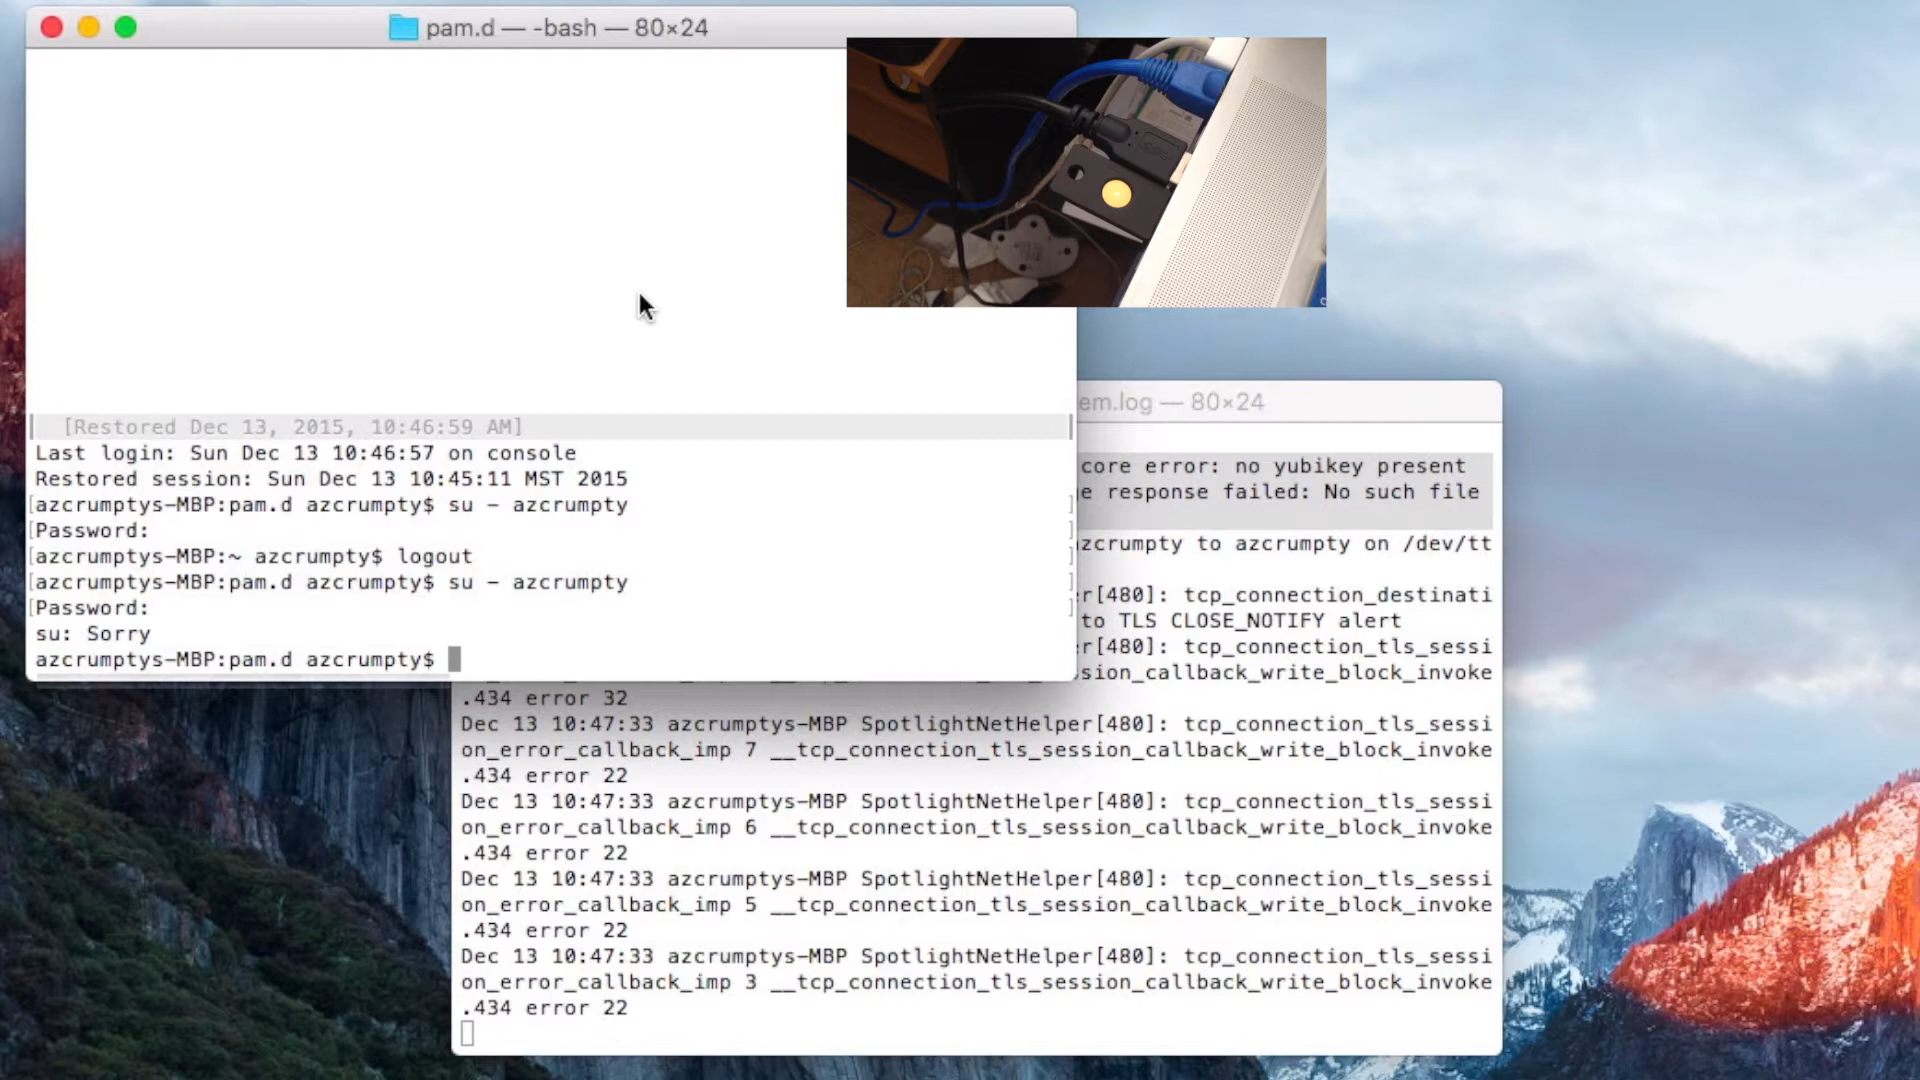 pam.d — -bash — 80×24
[Restored Dec 13, 2015, 10:46:59 AM]
Last login: Sun Dec 13 10:46:57 on console
Restored session: Sun Dec 13 10:45:11 MST 2015
[azcrumptys-MBP:pam.d azcrumpty$ su - azcrumpty ]
[Password: ]
[azcrumptys-MBP:~ azcrumpty$ logout ]
[azcrumptys-MBP:pam.d azcrumpty$ su - azcrumpty ]
[Password: ]
su: Sorry
azcrumptys-MBP:pam.d azcrumpty$
em.log — 80×24
core error: no yubikey present
e response failed: No such file
azcrumpty to azcrumpty on /dev/tt
r[480]: tcp_connection_destinati
to TLS CLOSE_NOTIFY alert
r[480]: tcp_connection_tls_sessi
ssion_callback_write_block_invoke
.434 error 32
Dec 13 10:47:33 azcrumptys-MBP SpotlightNetHelper[480]: tcp_connection_tls_sessi
on_error_callback_imp 7 __tcp_connection_tls_session_callback_write_block_invoke
.434 error 22
Dec 13 10:47:33 azcrumptys-MBP SpotlightNetHelper[480]: tcp_connection_tls_sessi
on_error_callback_imp 6 __tcp_connection_tls_session_callback_write_block_invoke
.434 error 22
Dec 13 10:47:33 azcrumptys-MBP SpotlightNetHelper[480]: tcp_connection_tls_sessi
on_error_callback_imp 5 __tcp_connection_tls_session_callback_write_block_invoke
.434 error 22
Dec 13 10:47:33 azcrumptys-MBP SpotlightNetHelper[480]: tcp_connection_tls_sessi
on_error_callback_imp 3 __tcp_connection_tls_session_callback_write_block_invoke
.434 error 22